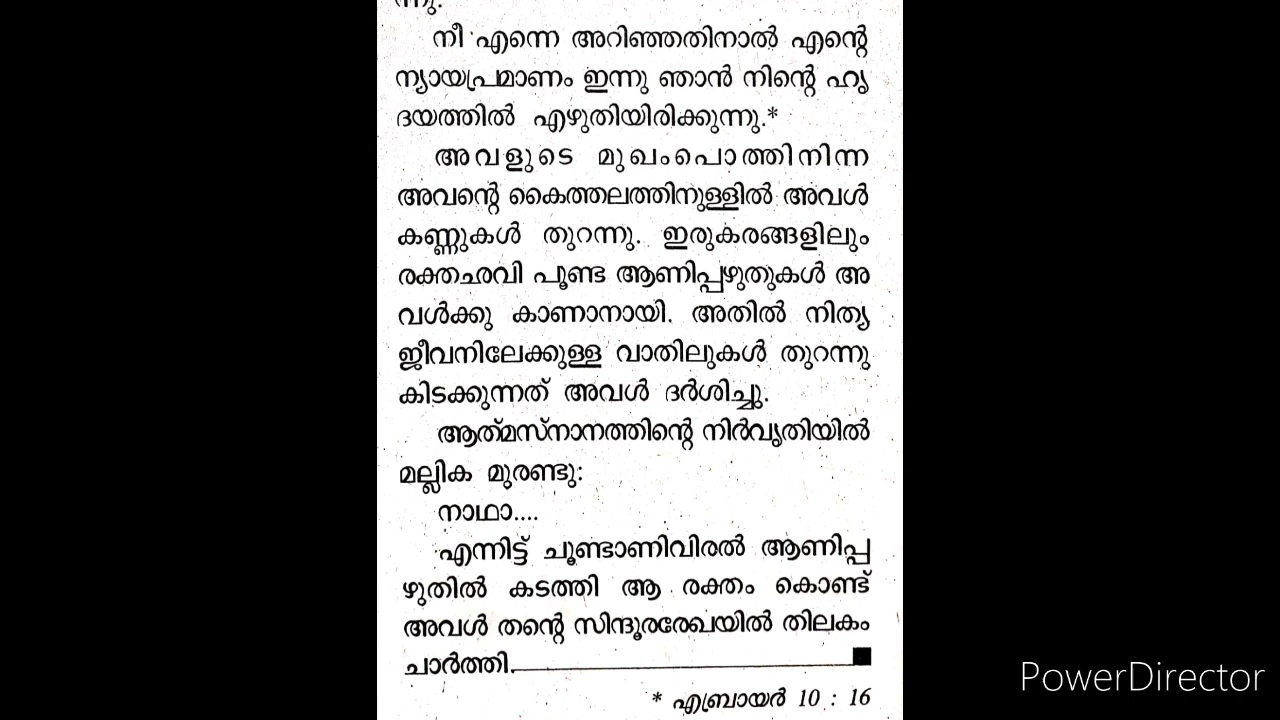 ന്നു.
നീ എന്നെ അറിഞ്ഞതിനാൽ എന്റെ
ന്യായപ്രമാണം ഇന്നു ഞാൻ നിന്റെ ഹൃ
ദയത്തിൽ എഴുതിയിരിക്കുന്നു.*
അവളുടെ മുഖംപൊത്തിനിന്ന
അവന്റെ കൈത്തലത്തിനുള്ളിൽ അവൾ
കണ്ണുകൾ തുറന്നു. ഇരുകരങ്ങളിലും
രക്തഛവി പൂണ്ട ആണിപ്പഴുതുകൾ അ
വൾക്കു കാണാനായി. അതിൽ നിത്യ
ജീവനിലേക്കുള്ള വാതിലുകൾ തുറന്നു
കിടക്കുന്നത് അവൾ ദർശിച്ചു.
ആത്മസ്നാനത്തിന്റെ നിർവൃതിയിൽ
മല്ലിക മുരണ്ടു:
നാഥാ....
എന്നിട്ട് ചൂണ്ടാണിവിരൽ ആണിപ്പ
ഴുതിൽ കടത്തി ആ രക്തം കൊണ്ട്
അവൾ തന്റെ സിന്ദൂരരേഖയിൽ തിലകം
ചാർത്തി.
* എബ്രായർ 10 : 16
PowerDirector